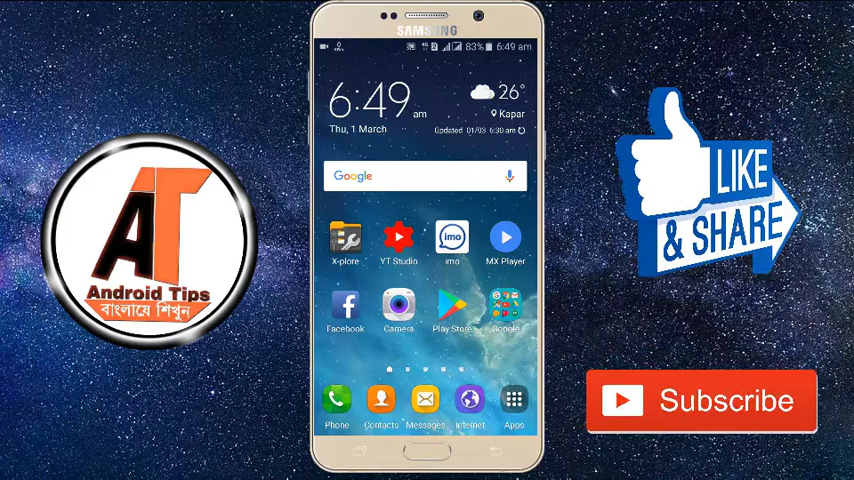 SAMSUNG
83% 6:49 am
6:49 am
26°
Kapar
Thu, 1 March
Updated 01/03 6:30 am
Google
X-plore
YT Studio
imo
imo
MX Player
Facebook
Camera
Play Store
Google
Phone
Contacts
Messages
Internet
Apps
AT
Android Tips
বাংলায়ে শিখুন
LIKE
& SHARE
Subscribe